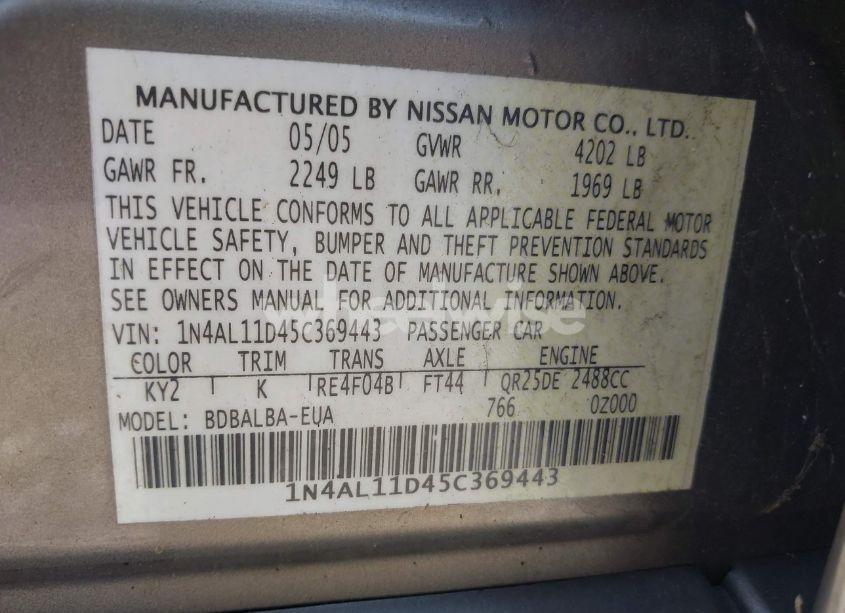 MANUFACTURED BY NISSAN MOTOR CO., LTD.
DATE 05/05 GVWR 4202 LB
GAWR FR. 2249 LB GAWR RR. 1969 LB
THIS VEHICLE CONFORMS TO ALL APPLICABLE FEDERAL MOTOR
VEHICLE SAFETY, BUMPER AND THEFT PREVENTION STANDARDS
IN EFFECT ON THE DATE OF MANUFACTURE SHOWN ABOVE.
SEE OWNERS MANUAL FOR ADDITIONAL INFORMATION.
wheelwise
VIN: 1N4AL11D45C369443 PASSENGER CAR
COLOR TRIM TRANS AXLE ENGINE
KY2 K RE4F04B FT44 QR25DE 2488CC
MODEL: BDBALBA-EUA 766 0Z000
1N4AL11D45C369443